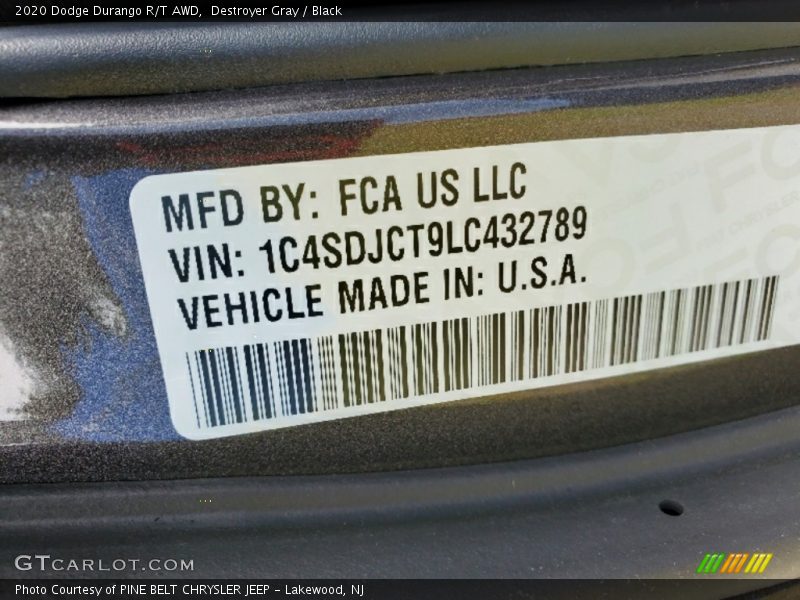 2020 Dodge Durango R/T AWD,  Destroyer Gray / Black
MFD BY: FCA US LLC
VIN: 1C4SDJCT9LC432789
VEHICLE MADE IN: U.S.A.
GTCARLOT.COM
Photo Courtesy of PINE BELT CHRYSLER JEEP - Lakewood, NJ